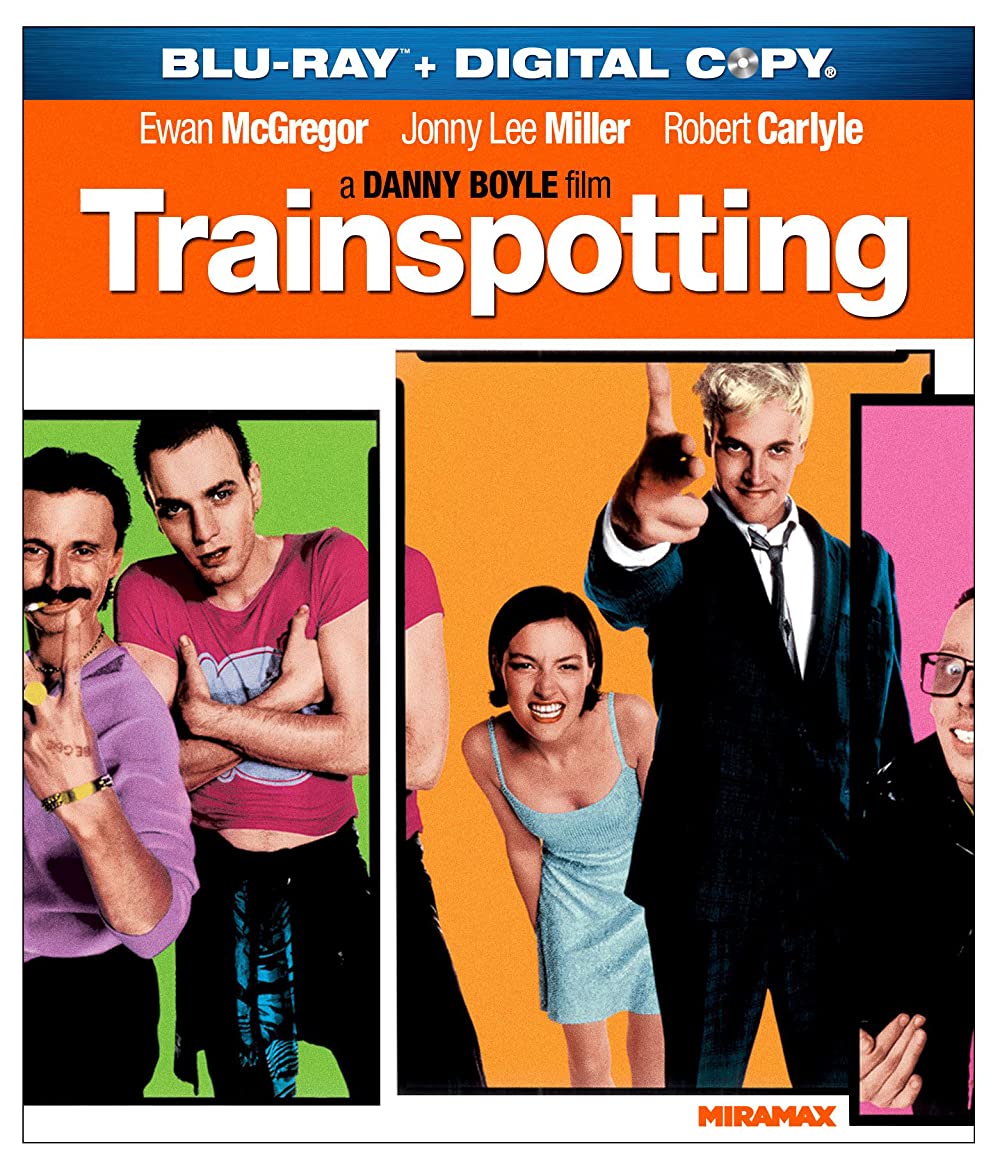 BLU-RAY™ + DIGITAL COPY®
Ewan McGregor Jonny Lee Miller Robert Carlyle
a DANNY BOYLE film
Trainspotting
MIRAMAX